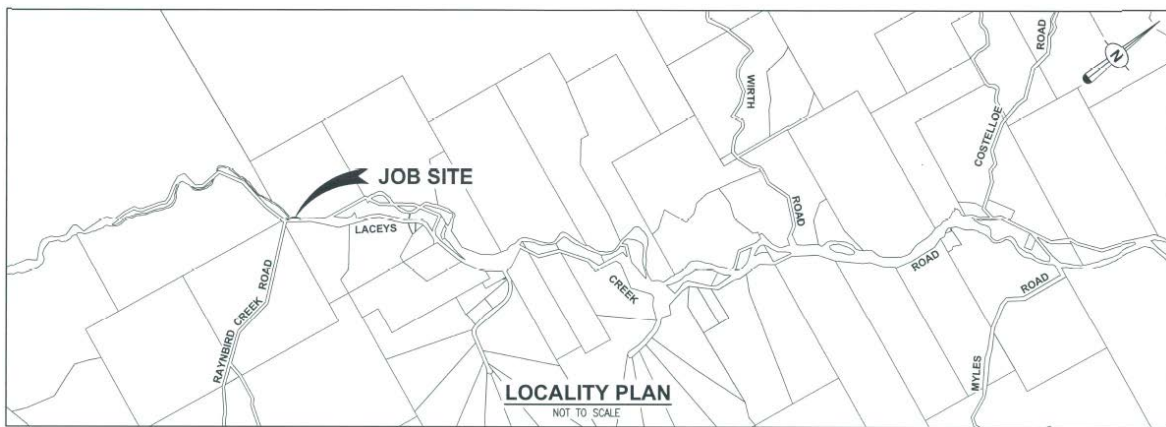 WIRTH
ROAD
COSTELLOE
ROAD
N
JOB SITE
LACEYS
CREEK
ROAD
RAYNBIRD CREEK ROAD
MYLES
ROAD
LOCALITY PLAN
NOT TO SCALE